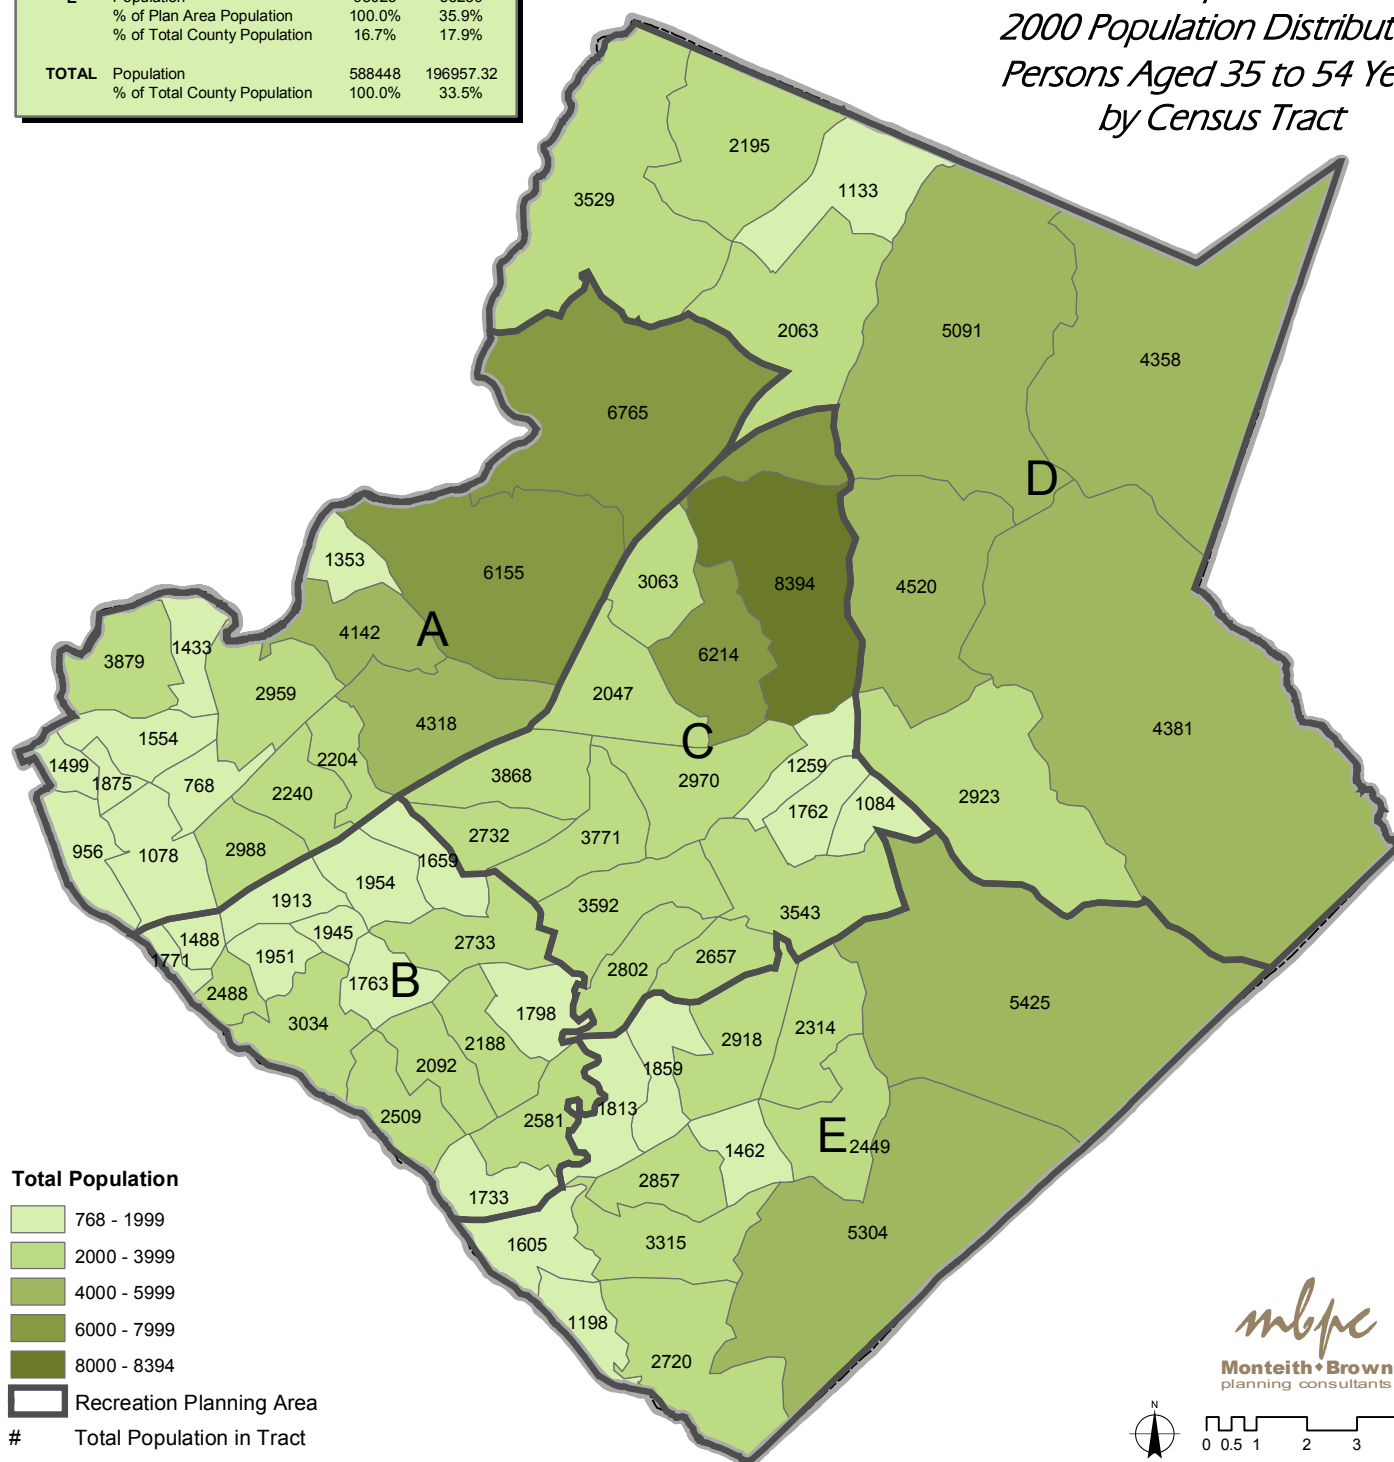 % of Plan Area Population 100.0% 35.9%
% of Total County Population 16.7% 17.9%
TOTAL Population 588448 196957.32
% of Total County Population 100.0% 33.5%
2000 Population Distribut
Persons Aged 35 to 54 Ye
by Census Tract
2195
1133
3529
2063
5091
4358
6765
D
1353
6155
3063
8394
4520
4142
A
1433
3879
6214
2959
2047
4318
4381
C
1554
2204
1499
1875
768
2240
3868
2970
1259
2923
1762
1084
2732
3771
956
1078
2988
1659
1954
1913
3592
3543
1488
1945
2733
1771
1951
2657
2802
1763
B
2488
5425
3034
1798
2314
2918
2188
2092
1859
1813
2509
2581
E
2449
1462
2857
1733
5304
1605
3315
1198
2720
Total Population
768 - 1999
2000 - 3999
4000 - 5999
6000 - 7999
8000 - 8394
Recreation Planning Area
# Total Population in Tract
mbpc
Monteith Brown
planning consultants
N
0 0.5 1 2 3